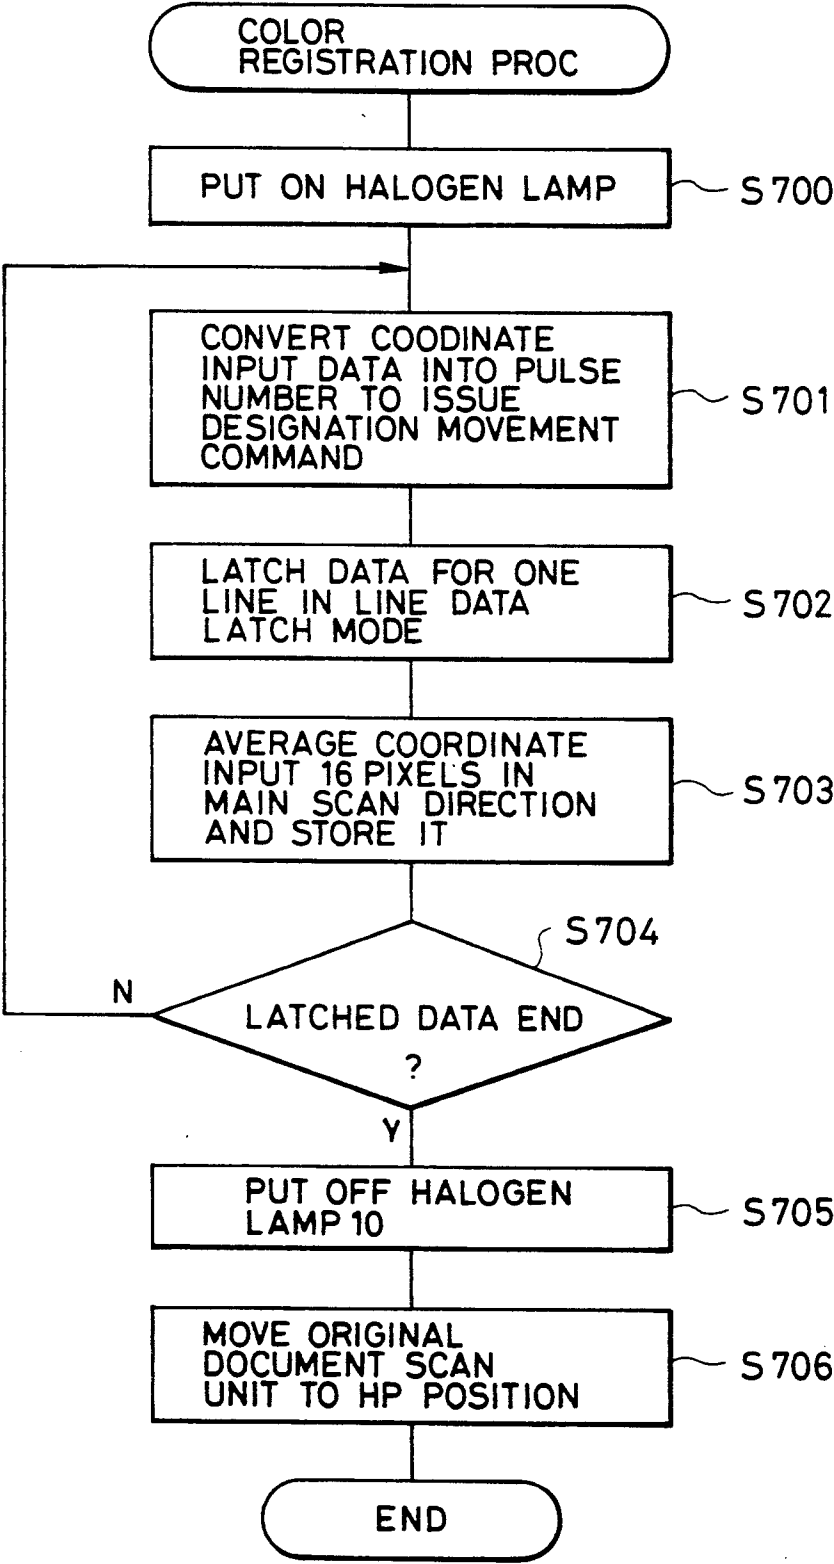 COLOR
REGISTRATION PROC
PUT ON HALOGEN LAMP
S700
CONVERT COODINATE
INPUT DATA INTO PULSE
NUMBER TO ISSUE
DESIGNATION MOVEMENT
COMMAND
S701
LATCH DATA FOR ONE
LINE IN LINE DATA
LATCH MODE
S702
AVERAGE COORDINATE
INPUT 16 PIXELS IN
MAIN SCAN DIRECTION
AND STORE IT
S703
S704
N
LATCHED DATA END
?
Y
PUT OFF HALOGEN
LAMP 10
S705
MOVE ORIGINAL
DOCUMENT SCAN
UNIT TO HP POSITION
S706
END